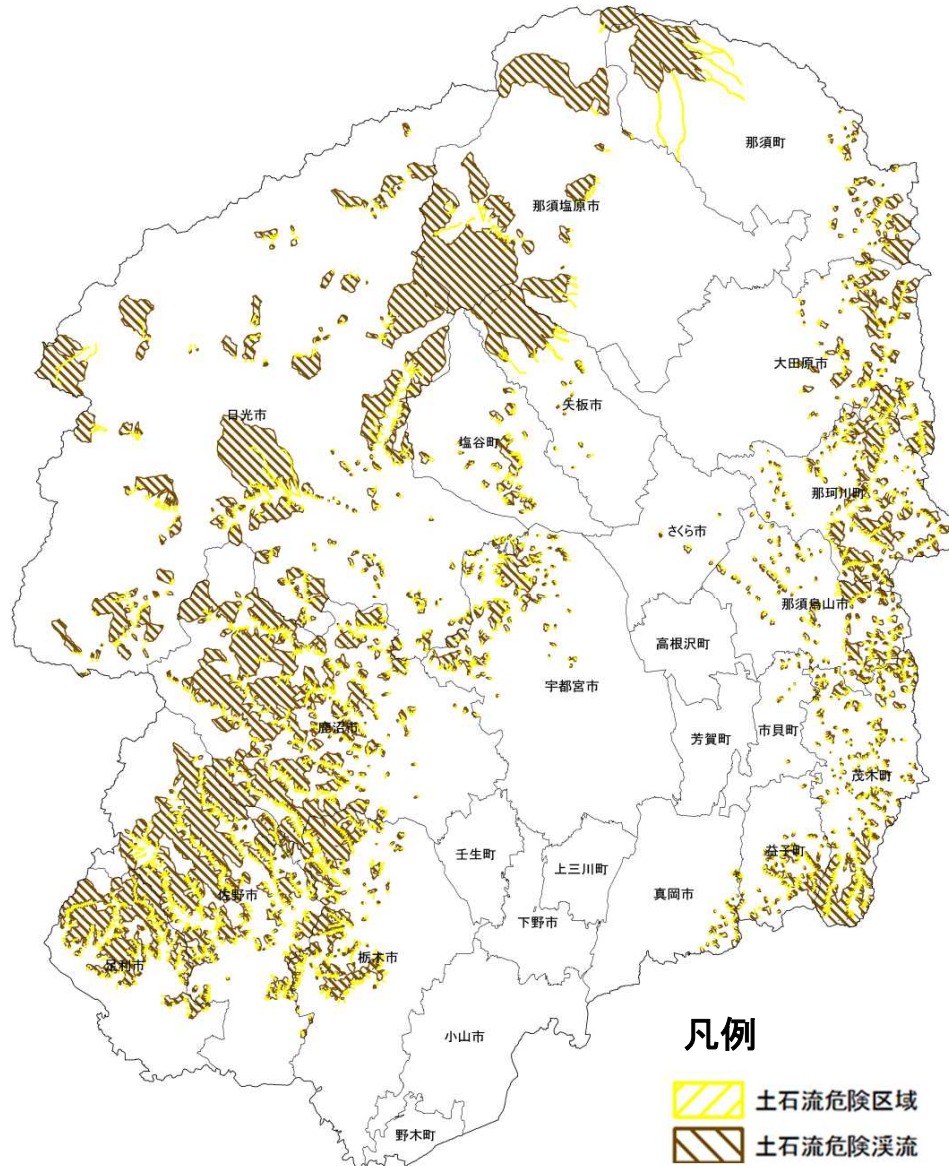 那須町
那須塩原市
大田原市
矢板市
日光市
塩谷町
那珂川町
さくら市
那須烏山市
高根沢町
宇都宮市
鹿沼市
芳賀町
市貝町
茂木町
壬生町
上三川町
益子町
佐野市
真岡市
下野市
栃木市
足利市
小山市
凡例
土石流危険区域
野木町
土石流危険渓流